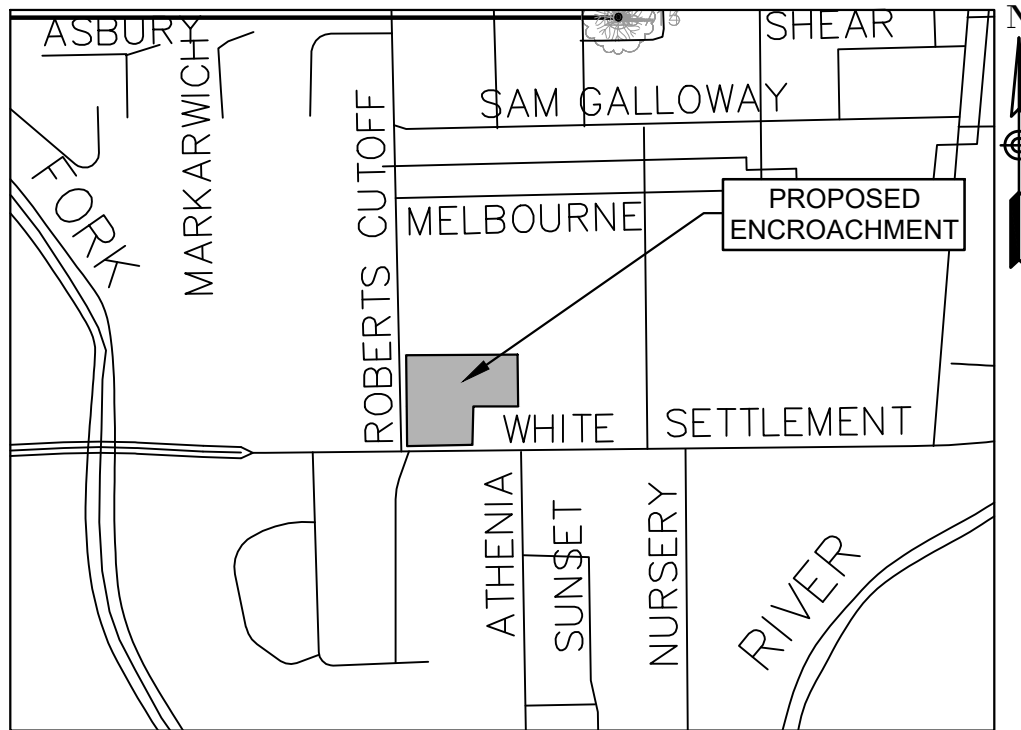 N
ASBURY
SHEAR
MARKARWICH
SAM GALLOWAY
ROBERTS CUTOFF
FORK
MELBOURNE
PROPOSED
ENCROACHMENT
WHITE SETTLEMENT
ATHENIA
SUNSET
NURSERY
RIVER